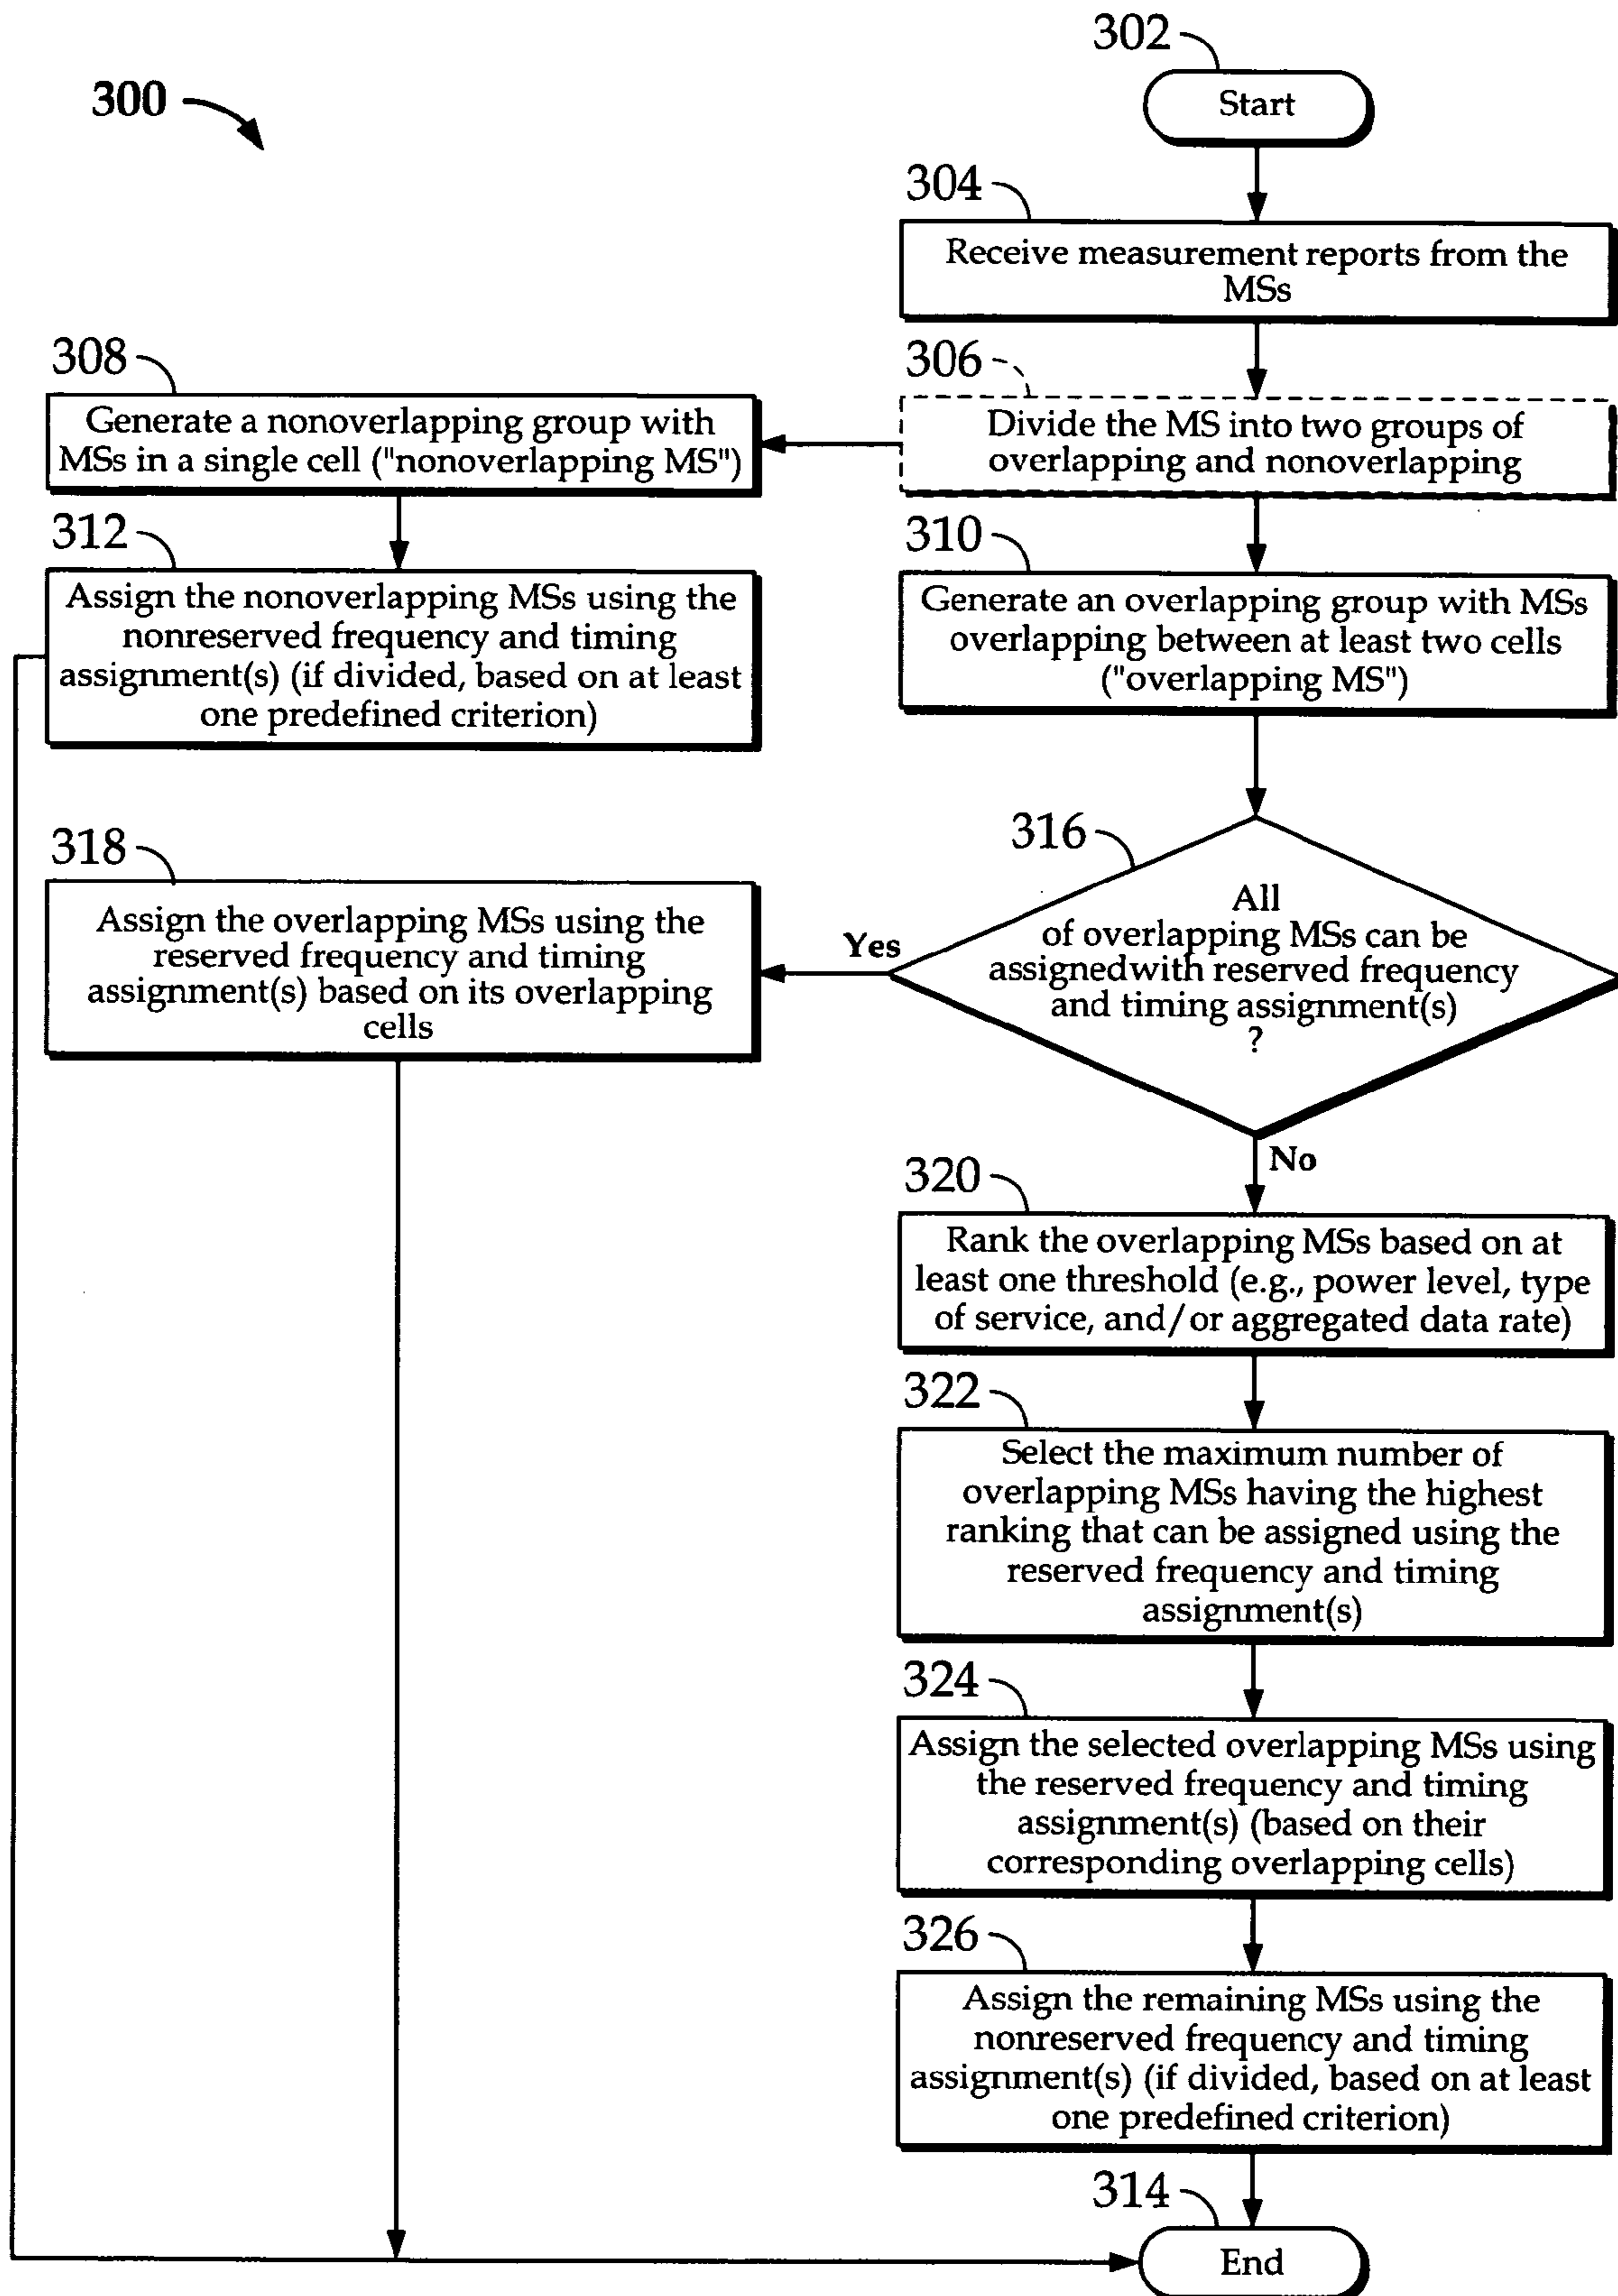 302
300
Start
304
Receive measurement reports from the
MSs
306
Divide the MS into two groups of
overlapping and nonoverlapping
308
Generate a nonoverlapping group with
MSs in a single cell ("nonoverlapping MS")
310
Generate an overlapping group with MSs
overlapping between at least two cells
("overlapping MS")
312
Assign the nonoverlapping MSs using the
nonreserved frequency and timing
assignment(s) (if divided, based on at least
one predefined criterion)
316
All
of overlapping MSs can be
assigned with reserved frequency
and timing assignment(s)
?
Yes
318
Assign the overlapping MSs using the
reserved frequency and timing
assignment(s) based on its overlapping
cells
No
320
Rank the overlapping MSs based on at
least one threshold (e.g., power level, type
of service, and/or aggregated data rate)
322
Select the maximum number of
overlapping MSs having the highest
ranking that can be assigned using the
reserved frequency and timing
assignment(s)
324
Assign the selected overlapping MSs using
the reserved frequency and timing
assignment(s) (based on their
corresponding overlapping cells)
326
Assign the remaining MSs using the
nonreserved frequency and timing
assignment(s) (if divided, based on at least
one predefined criterion)
314
End